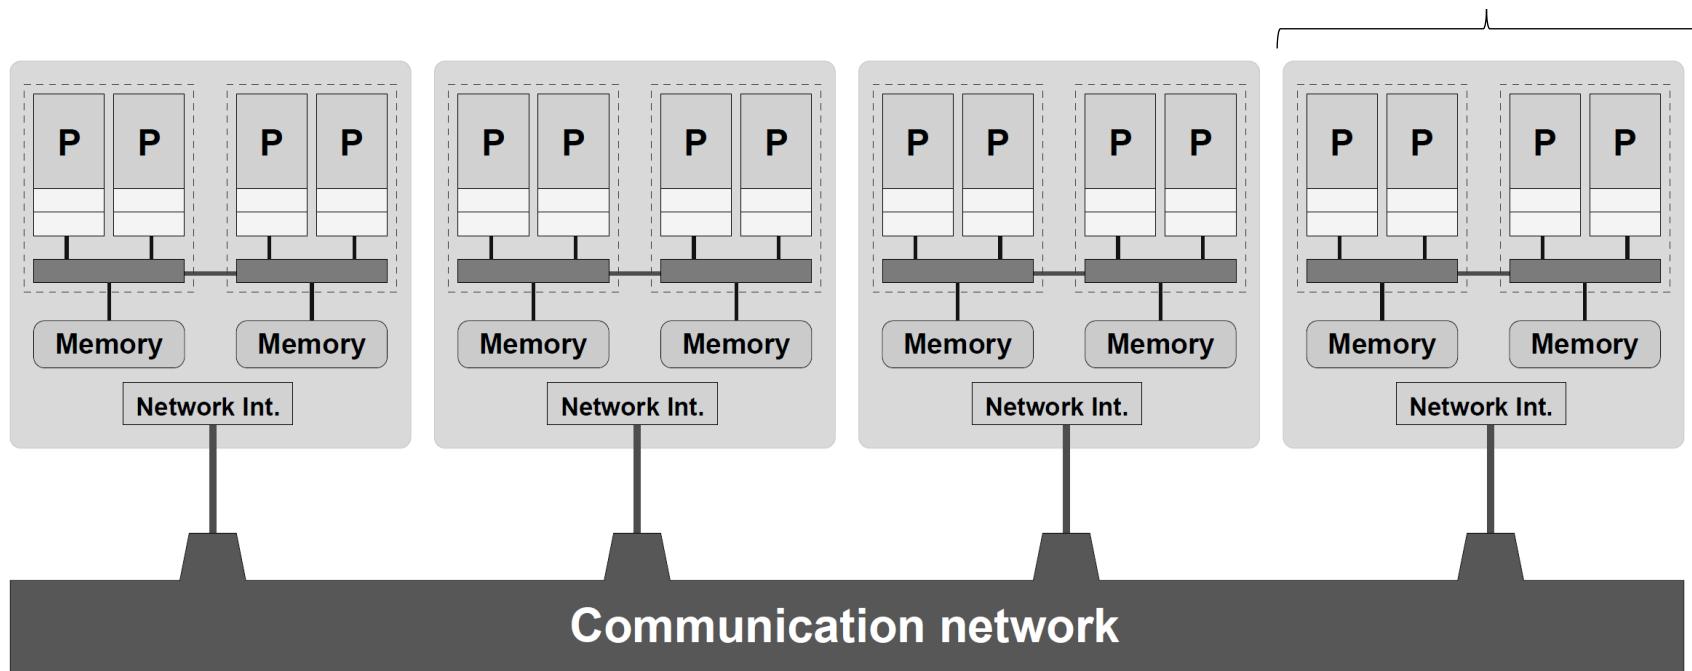 P P P P P P P P P P P P P P P P
Memory Memory Memory Memory Memory Memory Memory Memory
Network Int. Network Int. Network Int. Network Int.
Communication network